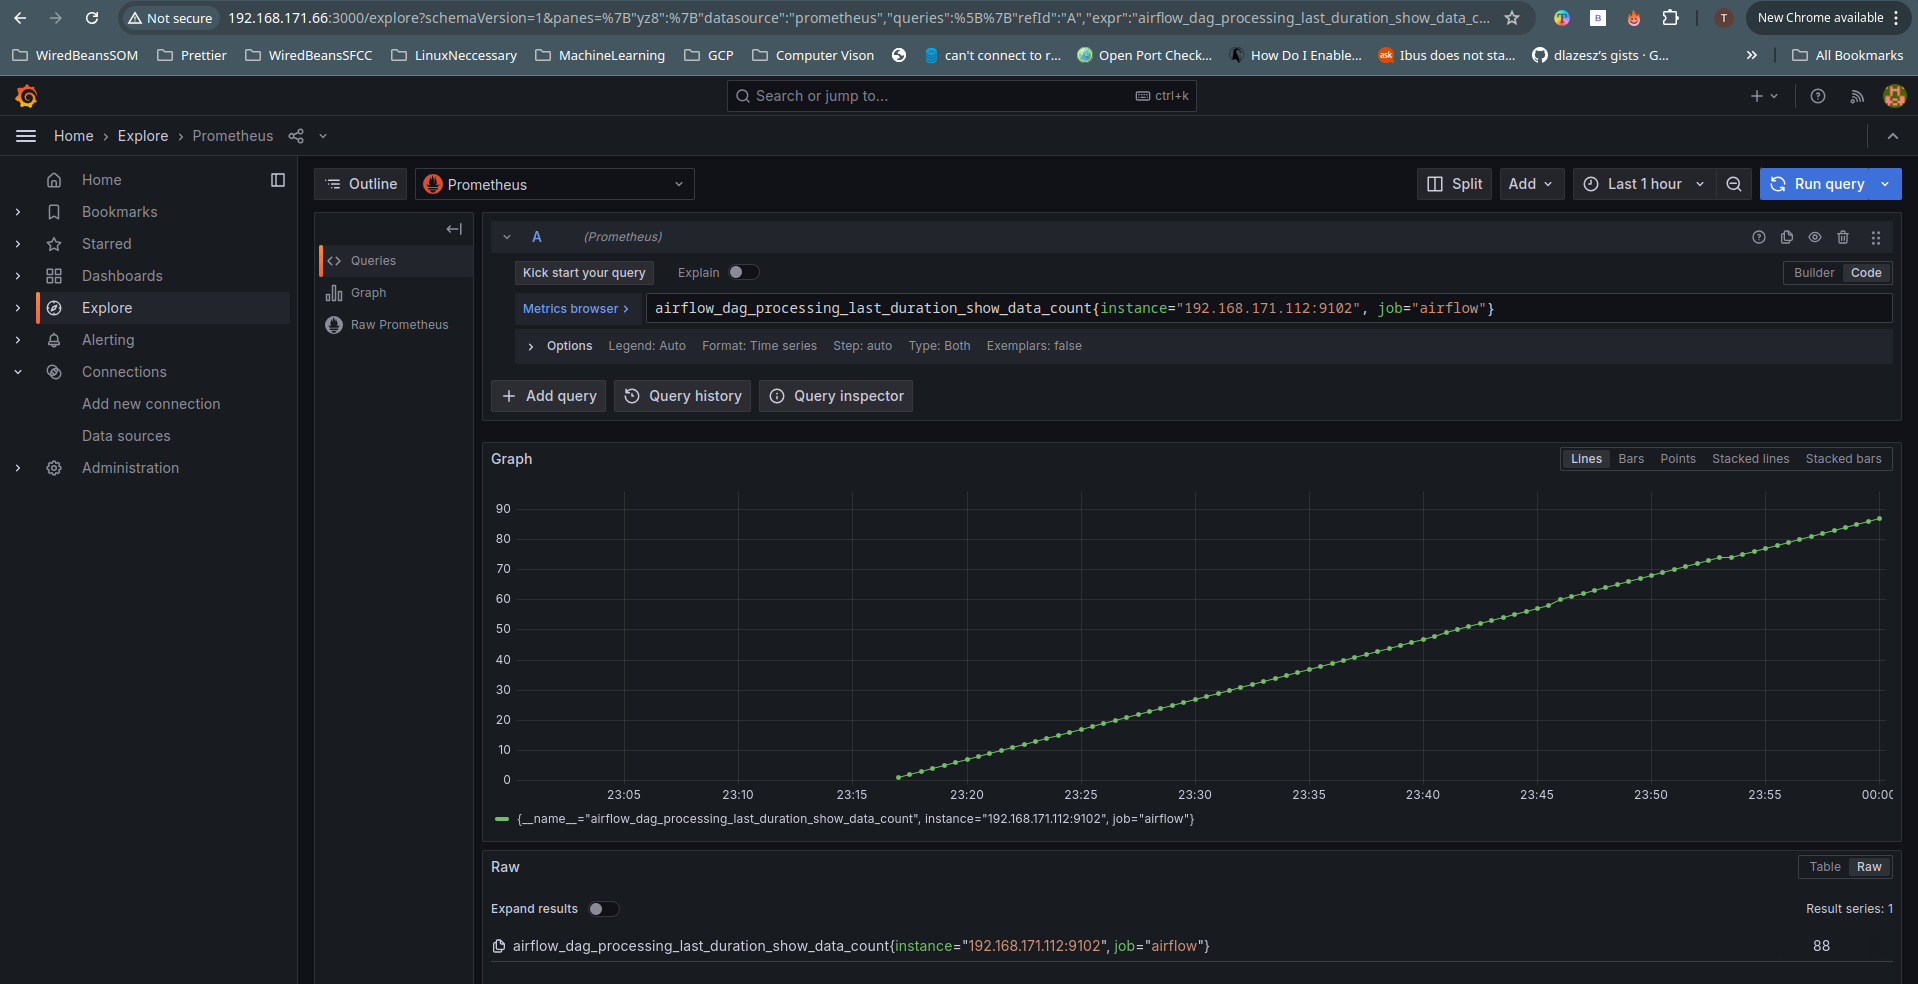 Not secure
192.168.171.66:3000/explore?schemaVersion=1&panes=%7B"yz8":%7B"datasource":"prometheus","queries":%5B%7B"refId":"A","expr":"airflow_dag_processing_last_duration_show_data_c...
B
T
New Chrome available
WiredBeansSOM
Prettier
WiredBeansSFCC
LinuxNeccessary
MachineLearning
GCP
Computer Vison
can't connect to r...
Open Port Check...
How Do I Enable...
ask
Ibus does not sta...
dlazesz's gists · G...
All Bookmarks
Search or jump to...
ctrl+k
Home › Explore › Prometheus
Home
Bookmarks
Starred
Dashboards
Explore
Alerting
Connections
Add new connection
Data sources
Administration
Outline
Prometheus
Split
Add
Last 1 hour
Run query
Queries
Graph
Raw Prometheus
A
(Prometheus)
Kick start your query
Explain
Builder
Code
Metrics browser >
airflow_dag_processing_last_duration_show_data_count{instance="192.168.171.112:9102", job="airflow"}
Options
Legend: Auto
Format: Time series
Step: auto
Type: Both
Exemplars: false
+ Add query
Query history
Query inspector
Graph
Lines
Bars
Points
Stacked lines
Stacked bars
90
80
70
60
50
40
30
20
10
0
23:05
23:10
23:15
23:20
23:25
23:30
23:35
23:40
23:45
23:50
23:55
00:00
{__name__="airflow_dag_processing_last_duration_show_data_count", instance="192.168.171.112:9102", job="airflow"}
Raw
Table
Raw
Expand results
Result series: 1
airflow_dag_processing_last_duration_show_data_count{instance="192.168.171.112:9102", job="airflow"}
88